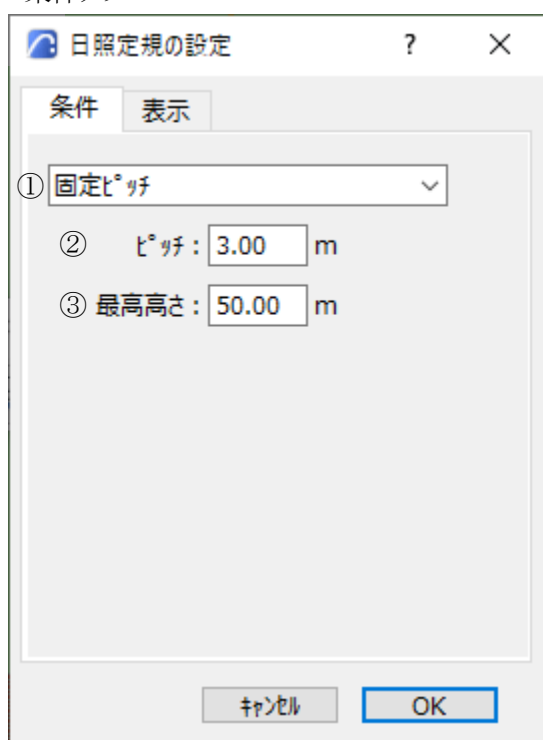 日照定規の設定 ? ×
条件 表示
① 固定ﾋﾟｯﾁ
② ﾋﾟｯﾁ : 3.00 m
③ 最高高さ : 50.00 m
ｷｬﾝｾﾙ OK